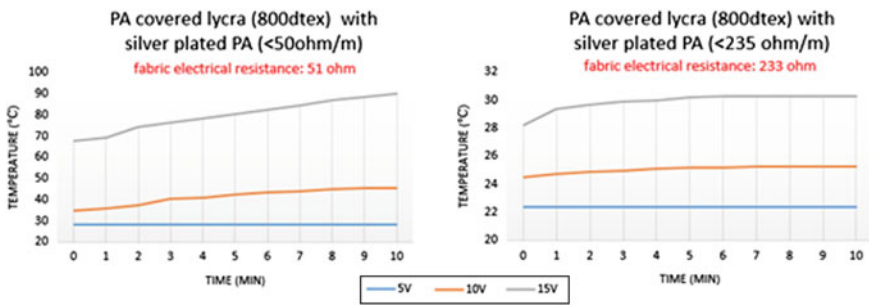 PA covered lycra (800dtex) with
silver plated PA (<50ohm/m)
fabric electrical resistance: 51 ohm
TEMPERATURE (°C)
100
90
80
70
60
50
40
30
20
0 1 2 3 4 5 6 7 8 9 10
TIME (MIN)
PA covered lycra (800dtex) with
silver plated PA (<235 ohm/m)
fabric electrical resistance: 233 ohm
TEMPERATURE (°C)
32
30
28
26
24
22
20
0 1 2 3 4 5 6 7 8 9 10
TIME (MIN)
5V 10V 15V